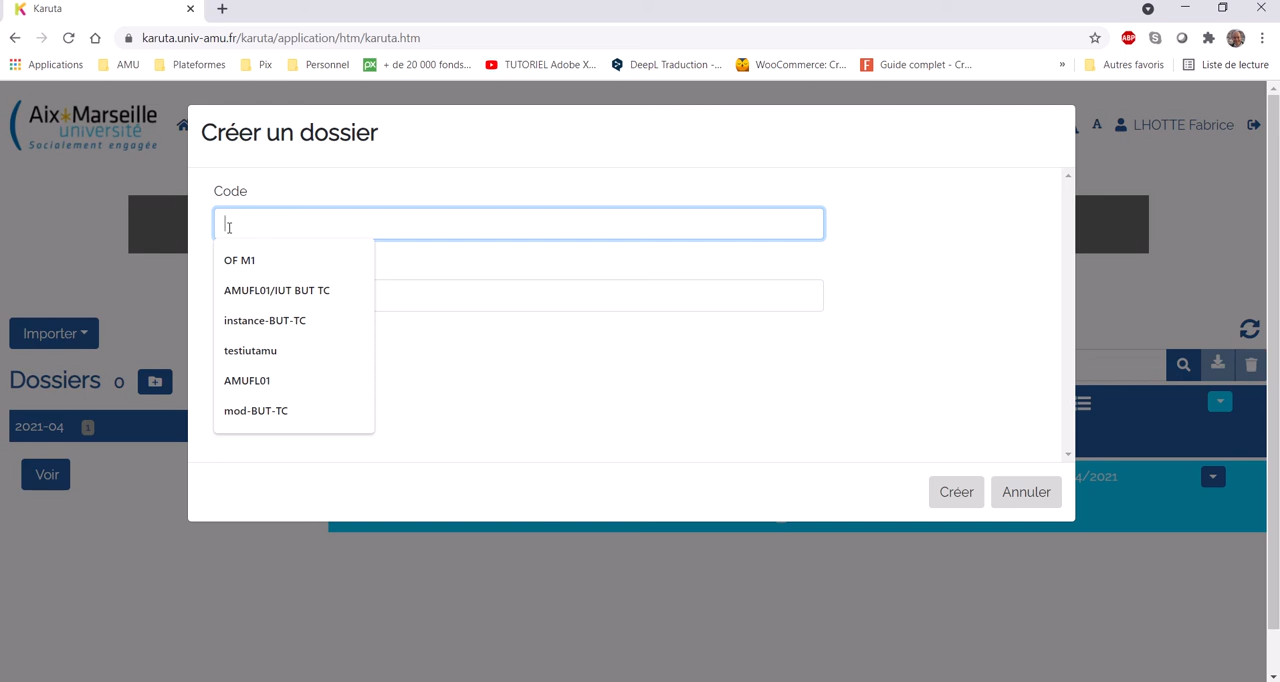 Karuta
karuta.univ-amu.fr/karuta/application/htm/karuta.htm
ABP
Applications AMU Plateformes Pix Personnel + de 20 000 fonds... TUTORIEL Adobe X... DeepL Traduction -... WooCommerce: Cr... Guide complet - Cr... » Autres favoris Liste de lecture
Aix*Marseille
université
Socialement engagée
A LHOTTE Fabrice
Créer un dossier
Code
OF M1
AMUFL01/IUT BUT TC
instance-BUT-TC
testiutamu
AMUFL01
mod-BUT-TC
Importer
Dossiers 0
2021-04 1
Voir
4/2021
Créer Annuler